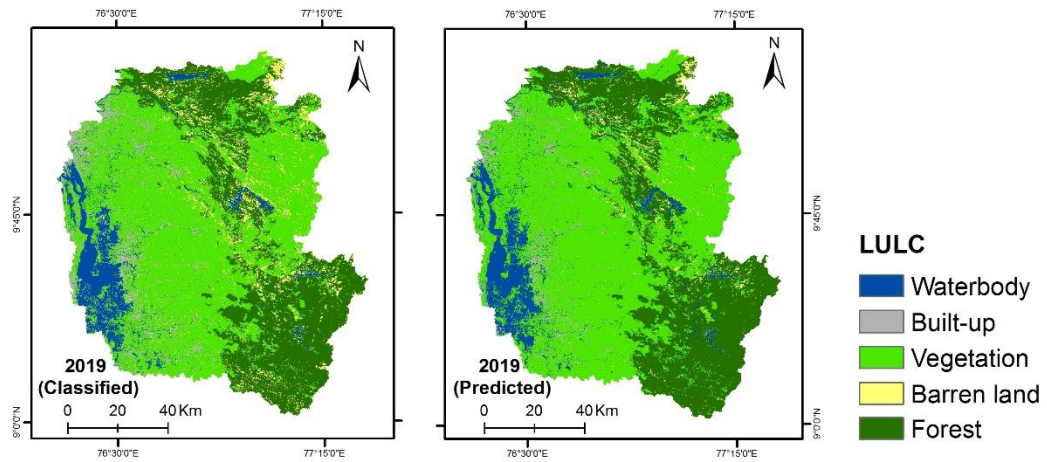 76°30'0"E 77°15'0"E 76°30'0"E 77°15'0"E
N N
9°45'0"N 9°45'0"N
9°0'0"N 9°0'0"N
2019 2019
(Classified) (Predicted)
0 20 40 Km 0 20 40 Km
76°30'0"E 77°15'0"E 76°30'0"E 77°15'0"E
LULC
Waterbody
Built-up
Vegetation
Barren land
Forest